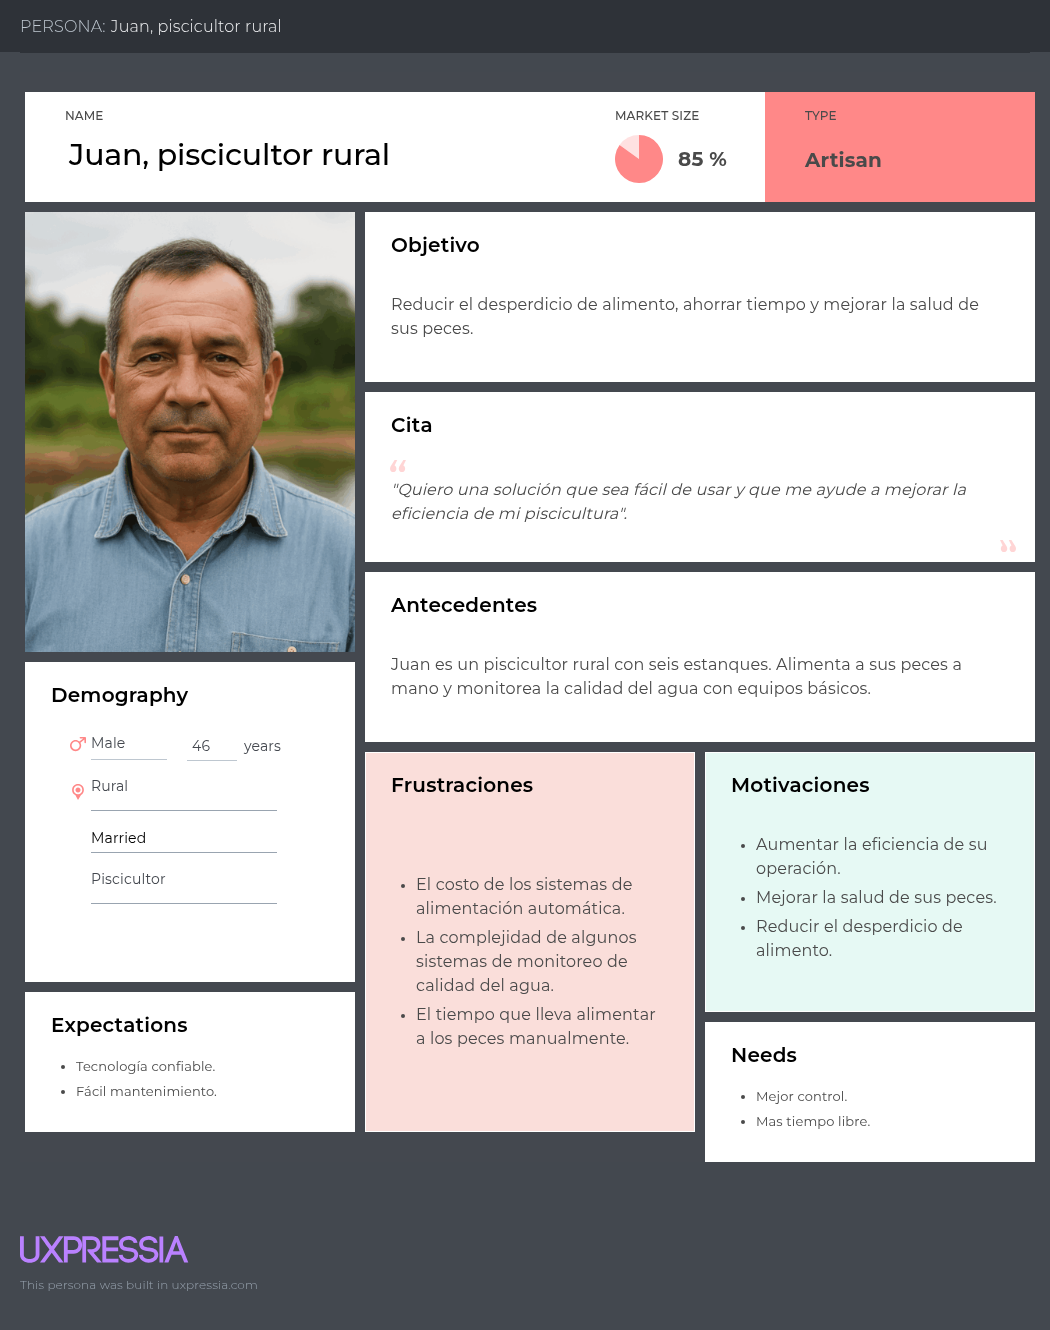 PERSONA: Juan, piscicultor rural
NAME
Juan, piscicultor rural
MARKET SIZE
85 %
TYPE
Artisan
Objetivo
Reducir el desperdicio de alimento, ahorrar tiempo y mejorar la salud de
sus peces.
Cita
“
"Quiero una solución que sea fácil de usar y que me ayude a mejorar la
eficiencia de mi piscicultura".
”
Antecedentes
Juan es un piscicultor rural con seis estanques. Alimenta a sus peces a
mano y monitorea la calidad del agua con equipos básicos.
Demography
Male 46 years
Rural
Married
Piscicultor
Expectations
• Tecnología confiable.
• Fácil mantenimiento.
Frustraciones
• El costo de los sistemas de
alimentación automática.
• La complejidad de algunos
sistemas de monitoreo de
calidad del agua.
• El tiempo que lleva alimentar
a los peces manualmente.
Motivaciones
• Aumentar la eficiencia de su
operación.
• Mejorar la salud de sus peces.
• Reducir el desperdicio de
alimento.
Needs
• Mejor control.
• Mas tiempo libre.
UXPRESSIA
This persona was built in uxpressia.com